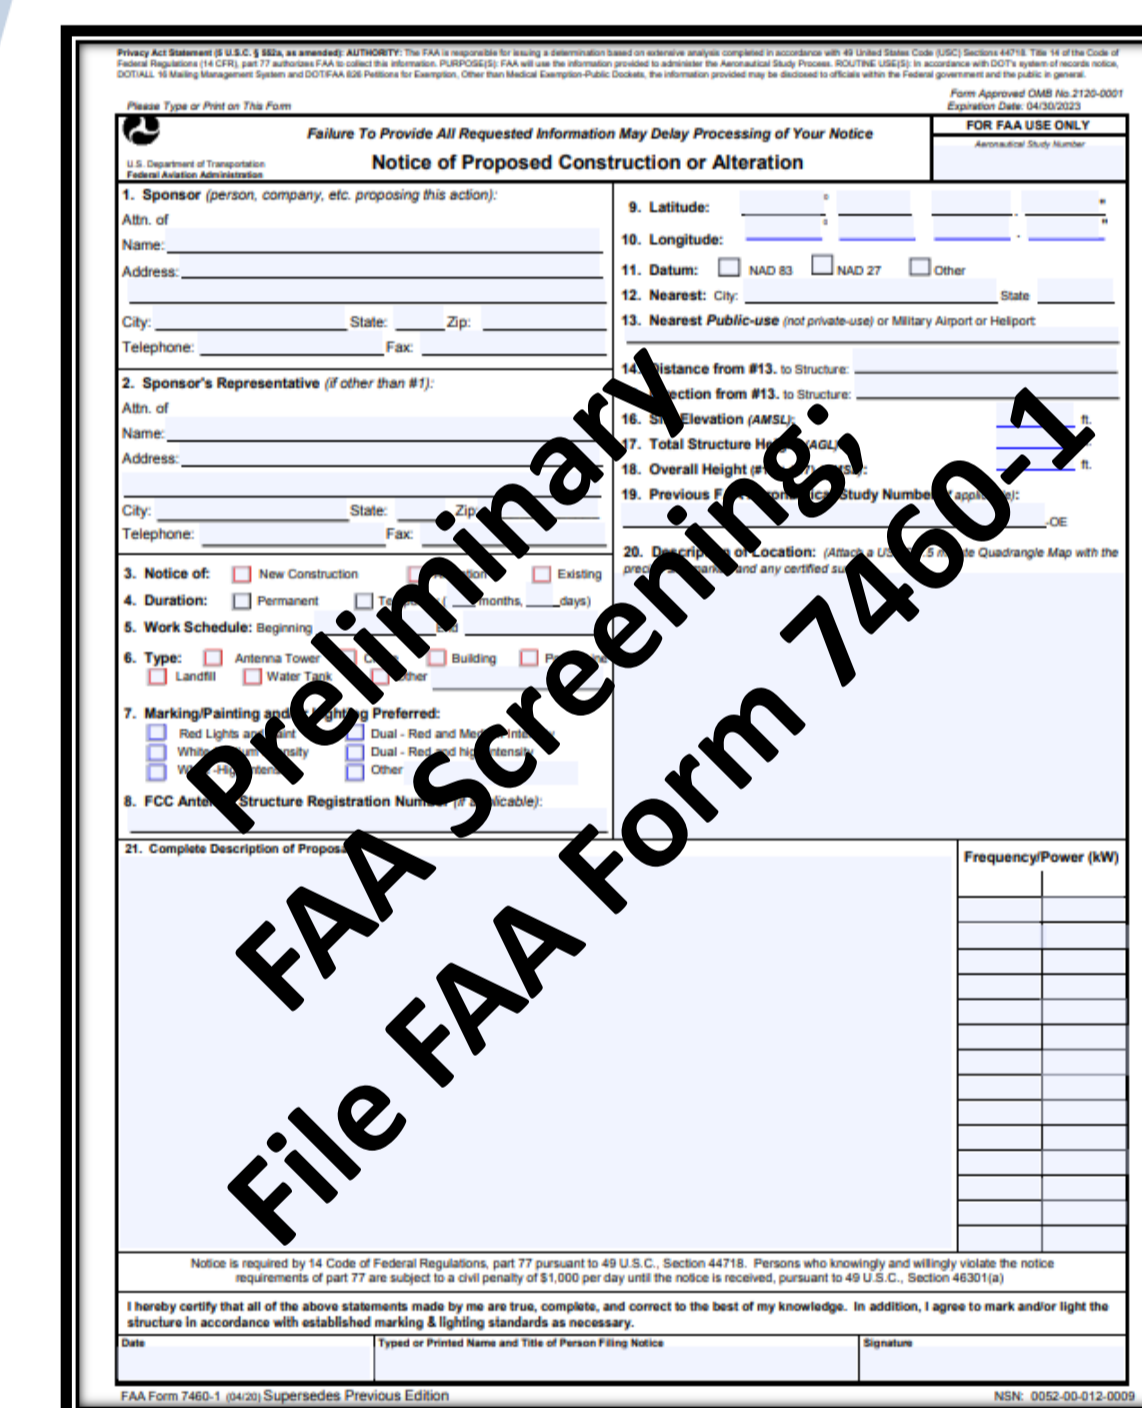 Privacy Act Statement (5 U.S.C. § 552a, as amended): AUTHORITY: The FAA is responsible for issuing a determination based on extensive analysis completed in accordance with 49 United States Code (USC) Sections 44718. Title 14 of the Code of
Federal Regulations (14 CFR), part 77 authorizes FAA to collect this information. PURPOSE(S): FAA will use the information provided to administer the Aeronautical Study Process. ROUTINE USE(S): In accordance with DOT's system of records notice,
DOT/ALL 16 Mailing Management System and DOT/FAA 826 Petitions for Exemption, Other than Medical Exemption-Public Dockets, the information provided may be disclosed to officials within the Federal government and the public in general.
Please Type or Print on This Form
Form Approved OMB No.2120-0001
Expiration Date: 04/30/2023
U.S. Department of Transportation
Federal Aviation Administration
Failure To Provide All Requested Information May Delay Processing of Your Notice
Notice of Proposed Construction or Alteration
FOR FAA USE ONLY
Aeronautical Study Number
1. Sponsor (person, company, etc. proposing this action):
Attn. of
Name:
Address:
City: State: Zip:
Telephone: Fax:
2. Sponsor's Representative (if other than #1):
Attn. of
Name:
Address:
City: State: Zip:
Telephone: Fax:
3. Notice of: New Construction Existing
4. Duration: Permanent ( months, days)
5. Work Schedule: Beginning End
6. Type: Antenna Tower Building
Landfill Water Tank Other
7. Marking/Painting Preferred:
Red Lights and
Dual - Red and
White
Dual - Red and high intensity
Other
8. FCC Structure Registration (if applicable):
9. Latitude: ° ' . "
10. Longitude: ° ' . "
11. Datum: NAD 83 NAD 27 Other
12. Nearest: City: State
13. Nearest Public-use (not private-use) or Military Airport or Heliport:
14. Distance from #13. to Structure:
from #13. to Structure:
16. Elevation (AMSL): ft.
17. Total Structure (AGL)
18. Overall Height ft.
19. Previous Study Number
-OE
20. Description of Location: (Attach a Quadrangle Map with the
and any certified
21. Complete Description of
Frequency/Power (kW)
Preliminary
FAA Screening;
File FAA Form 7460-1
Notice is required by 14 Code of Federal Regulations, part 77 pursuant to 49 U.S.C., Section 44718. Persons who knowingly and willingly violate the notice
requirements of part 77 are subject to a civil penalty of $1,000 per day until the notice is received, pursuant to 49 U.S.C., Section 46301(a)
I hereby certify that all of the above statements made by me are true, complete, and correct to the best of my knowledge. In addition, I agree to mark and/or light the
structure in accordance with established marking & lighting standards as necessary.
Date
Typed or Printed Name and Title of Person Filing Notice
Signature
FAA Form 7460-1 (04/20) Supersedes Previous Edition
NSN: 0052-00-012-0009